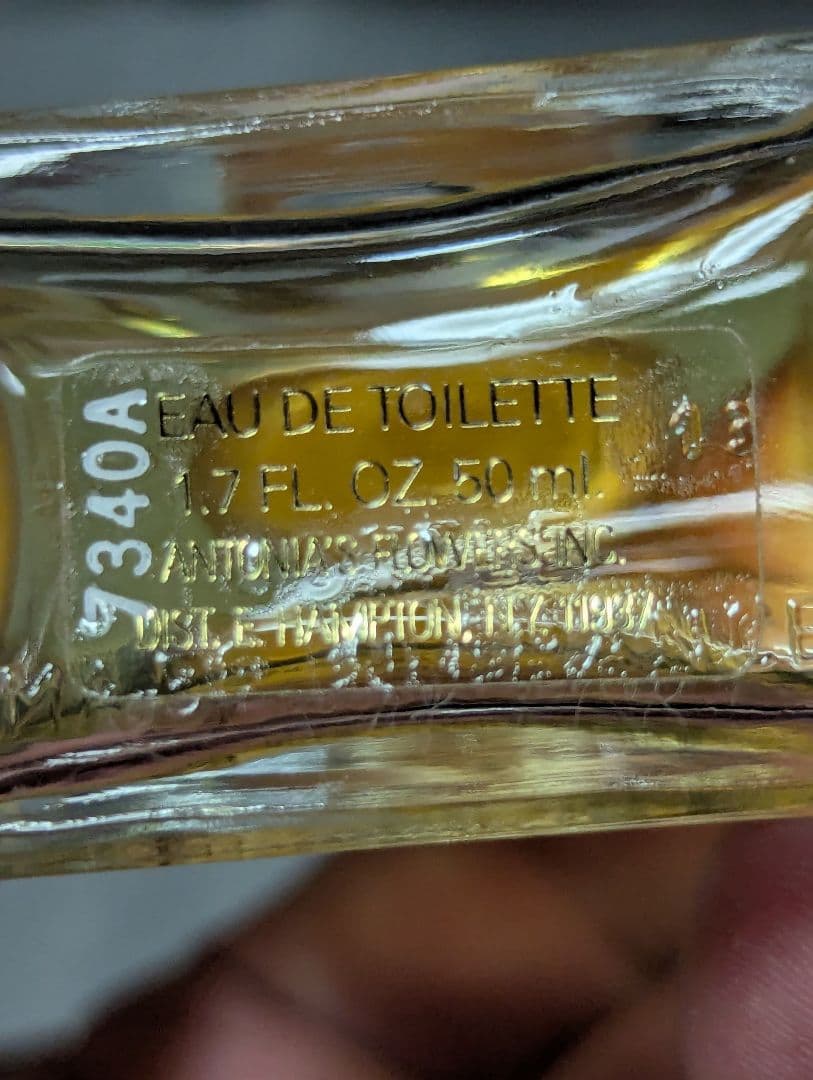 EAU DE TOILETTE
1.7 FL. OZ. 50 ml.
ANTONIA'S FLOWERS INC.
DIST. E. HAMPTON, N.Y. 11937
7340A